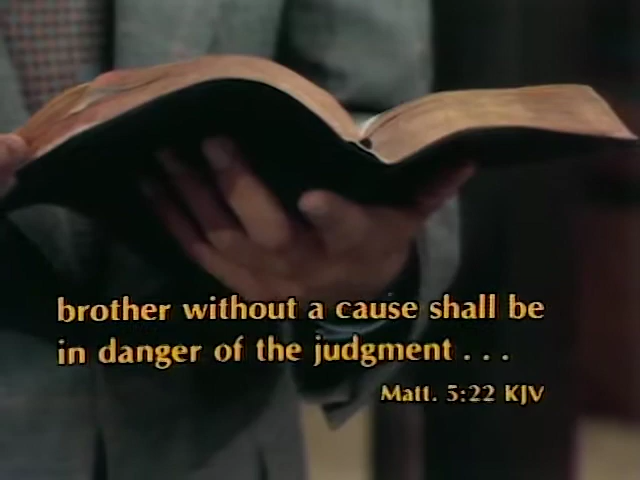 brother without a cause shall be
in danger of the judgment . . .
Matt. 5:22 KJV